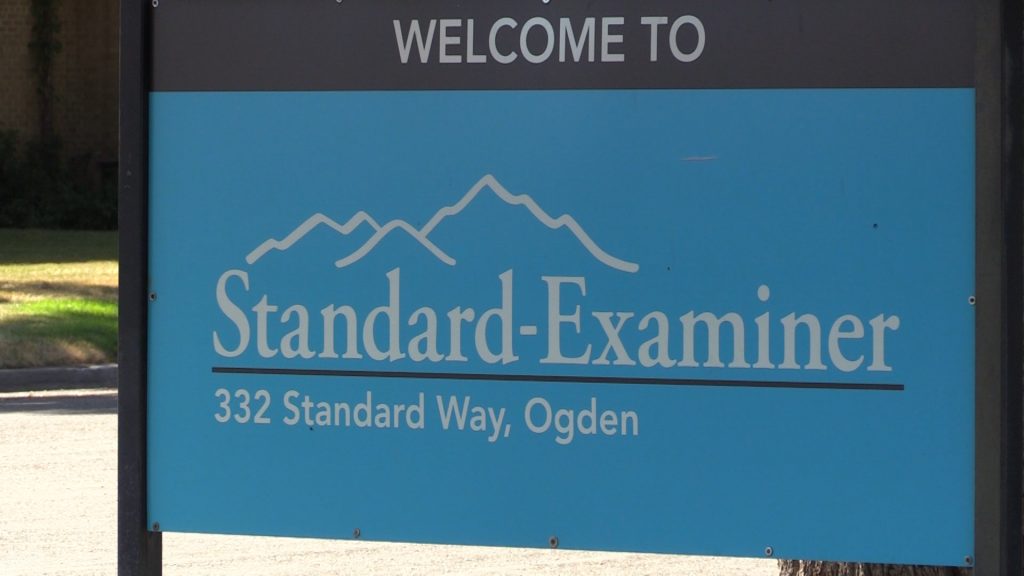 WELCOME TO
Standard-Examiner
332 Standard Way, Ogden